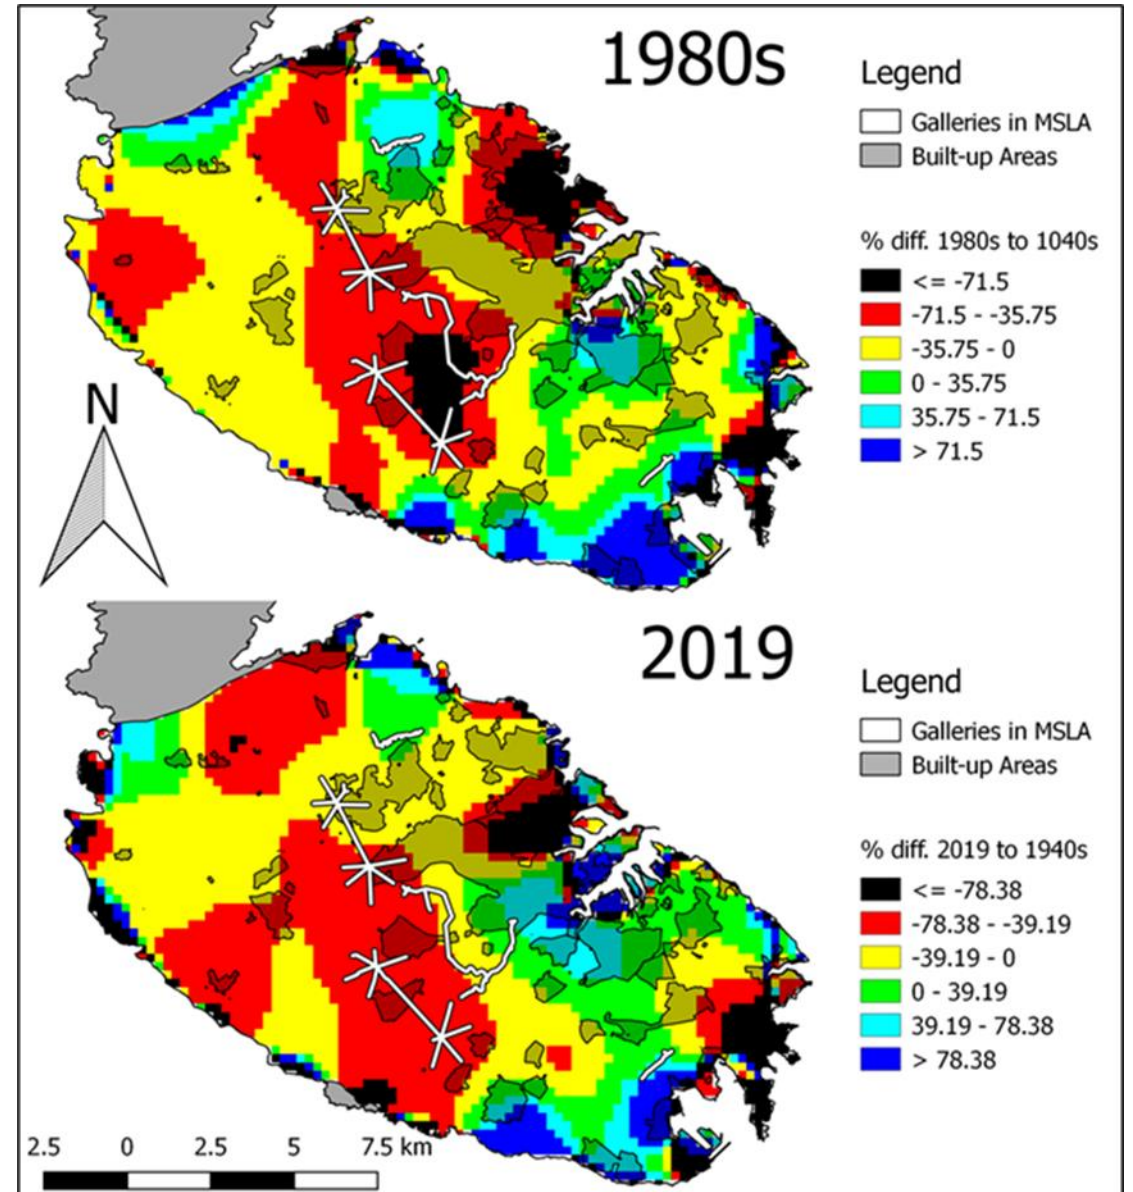 1980s
Legend
Galleries in MSLA
Built-up Areas
% diff. 1980s to 1040s
<= -71.5
-71.5 - -35.75
-35.75 - 0
0 - 35.75
35.75 - 71.5
> 71.5
N
2019
Legend
Galleries in MSLA
Built-up Areas
% diff. 2019 to 1940s
<= -78.38
-78.38 - -39.19
-39.19 - 0
0 - 39.19
39.19 - 78.38
> 78.38
2.5 0 2.5 5 7.5 km